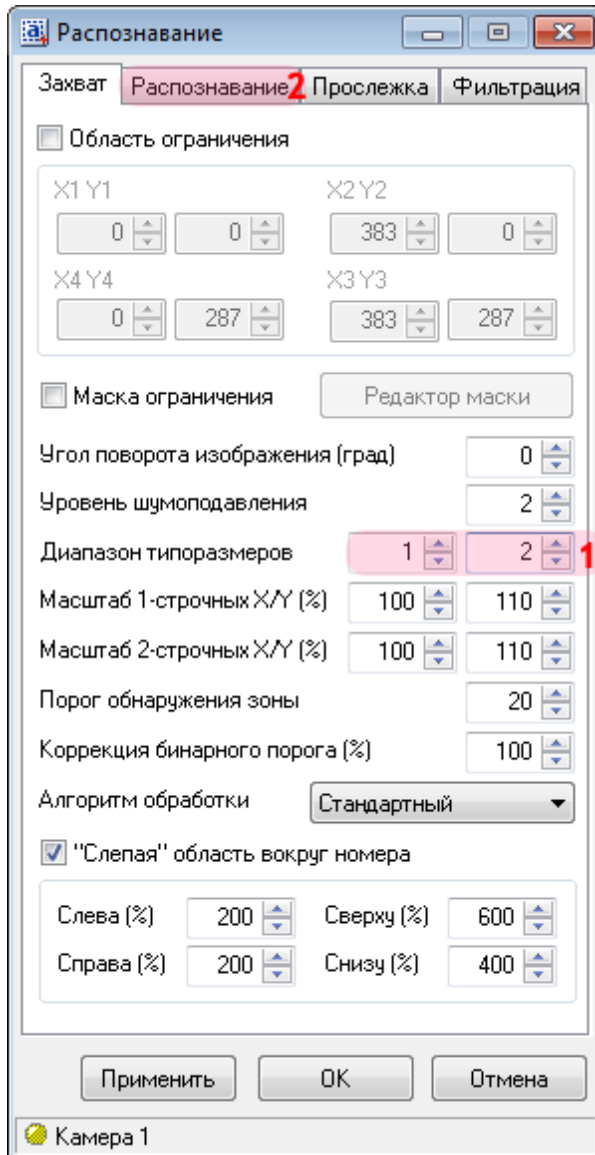 Распознавание
Захват Распознавание 2 Прослежка Фильтрация
Область ограничения
X1 Y1 X2 Y2
0 0 383 0
X4 Y4 X3 Y3
0 287 383 287
Маска ограничения Редактор маски
Угол поворота изображения (град) 0
Уровень шумоподавления 2
Диапазон типоразмеров 1 2 1
Масштаб 1-строчных X/Y (%) 100 110
Масштаб 2-строчных X/Y (%) 100 110
Порог обнаружения зоны 20
Коррекция бинарного порога (%) 100
Алгоритм обработки Стандартный
"Слепая" область вокруг номера
Слева (%) 200 Сверху (%) 600
Справа (%) 200 Снизу (%) 400
Применить OK Отмена
Камера 1